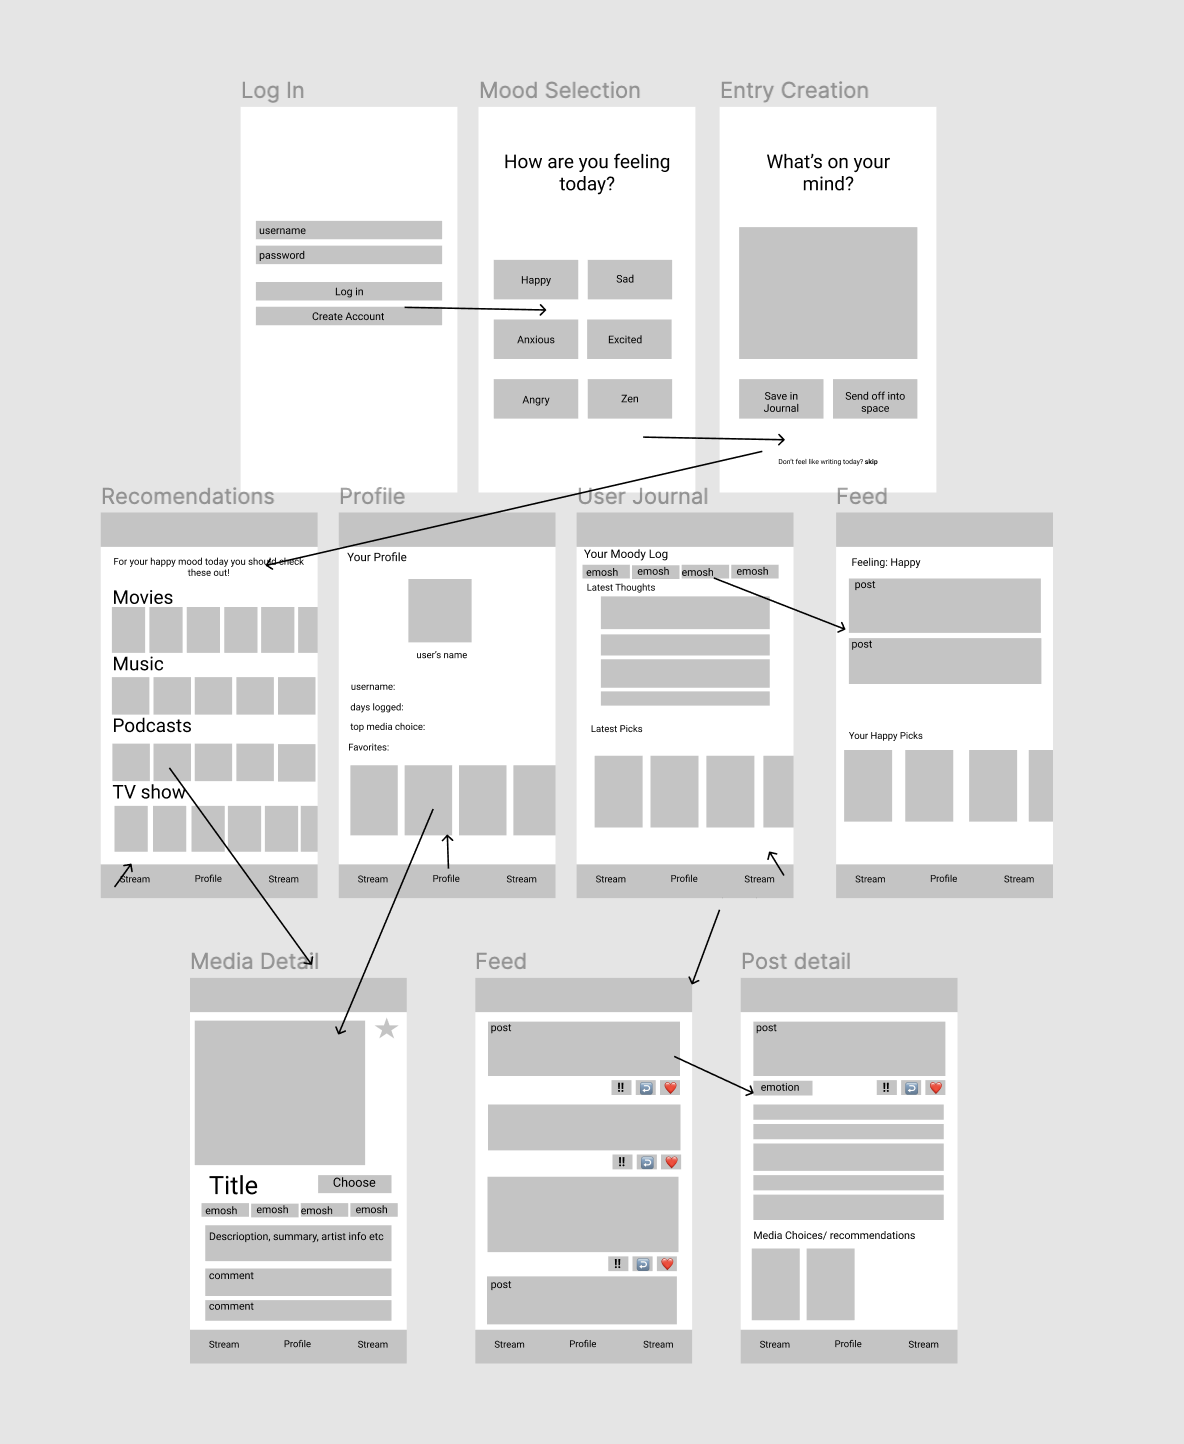 Log In
username
password
Log in
Create Account
Mood Selection
How are you feeling
today?
Happy
Sad
Anxious
Excited
Angry
Zen
Entry Creation
What's on your
mind?
Save in
Journal
Send off into
space
Don't feel like writing today? skip
Recomendations
For your happy mood today you should check
these out!
Movies
Music
Podcasts
TV show
Stream
Profile
Stream
Profile
Your Profile
user's name
username:
days logged:
top media choice:
Favorites:
Stream
Profile
Stream
User Journal
Your Moody Log
emosh
emosh
emosh
emosh
Latest Thoughts
Latest Picks
Stream
Profile
Stream
Feed
Feeling: Happy
post
post
Your Happy Picks
Stream
Profile
Stream
Media Detail
Title
Choose
emosh
emosh
emosh
emosh
Descrioption, summary, artist info etc
comment
comment
Stream
Profile
Stream
Feed
post
‼ ↩️ ❤️
‼ ↩️ ❤️
‼ ↩️ ❤️
post
Stream
Profile
Stream
Post detail
post
emotion
‼ ↩️ ❤️
Media Choices/ recommendations
Stream
Profile
Stream